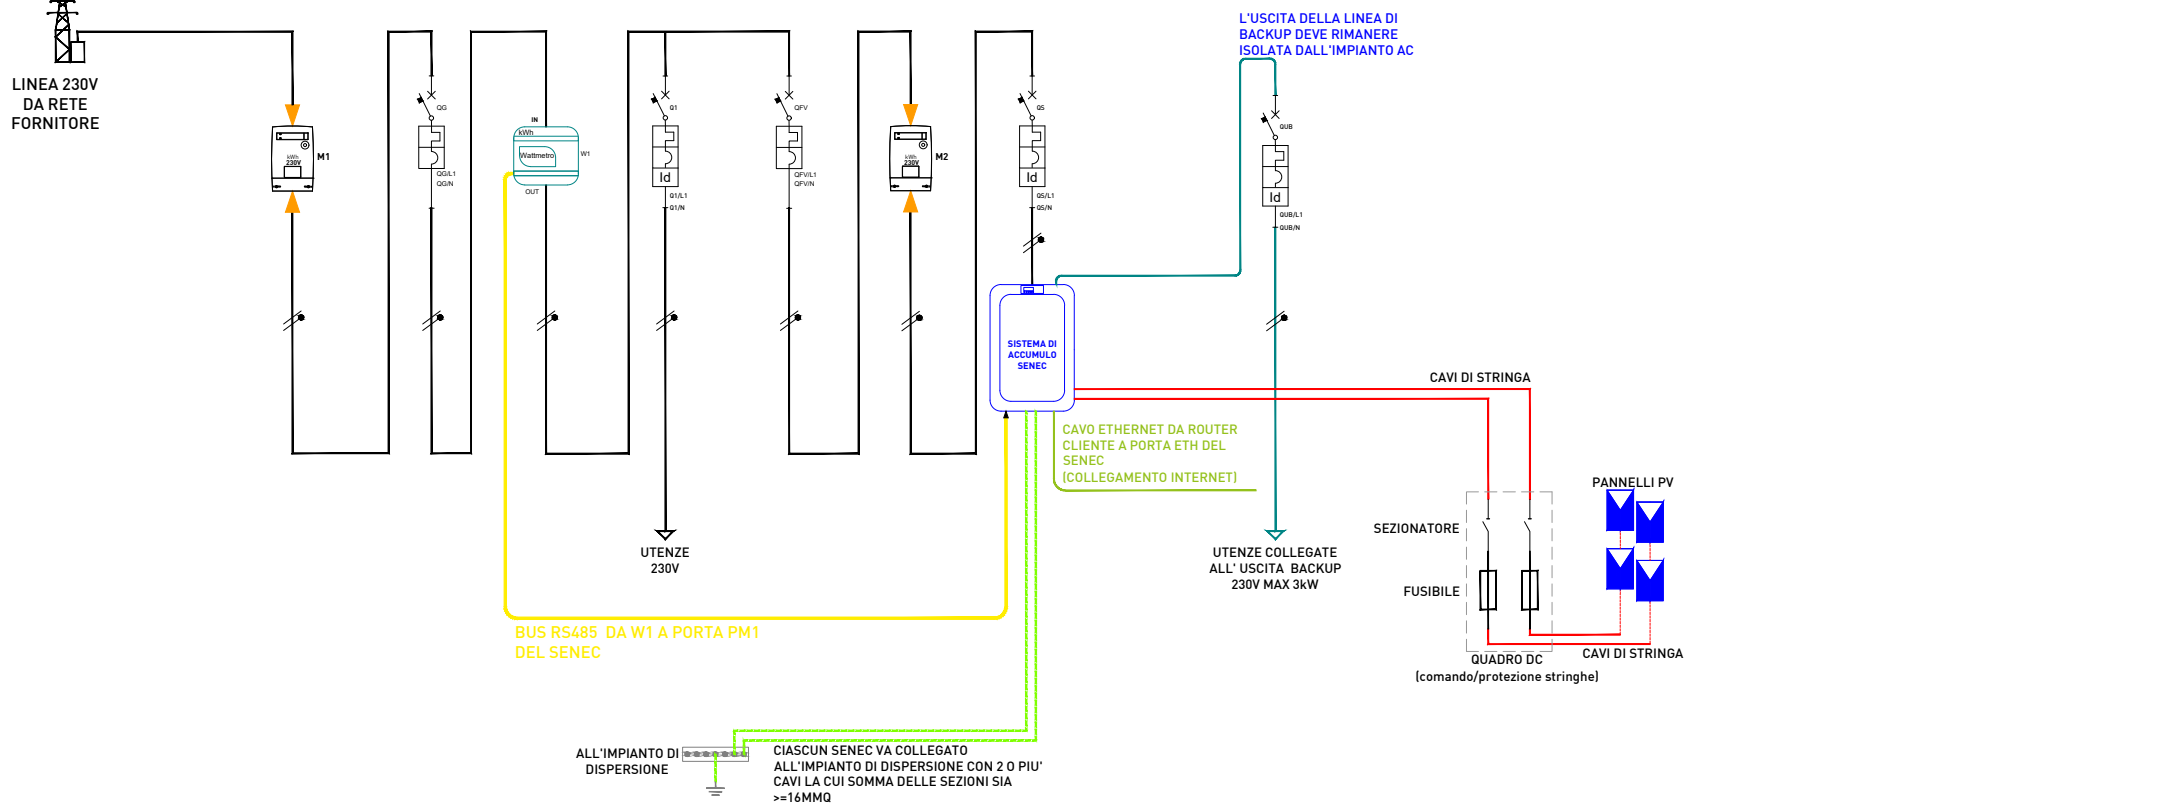 L'USCITA DELLA LINEA DI
BACKUP DEVE RIMANERE
ISOLATA DALL'IMPIANTO AC
LINEA 230V
DA RETE
FORNITORE
kWh
230V
M1
QG
QG/L1
QG/N
IN
kWh
Wattmetro
W1
OUT
Q1
Id
Q1/L1
Q1/N
QFV
QFV/L1
QFV/N
kWh
230V
M2
QS
Id
QS/L1
QS/N
QUB
Id
QUB/L1
QUB/N
SISTEMA DI
ACCUMULO
SENEC
CAVI DI STRINGA
CAVO ETHERNET DA ROUTER
CLIENTE A PORTA ETH DEL
SENEC
(COLLEGAMENTO INTERNET)
PANNELLI PV
SEZIONATORE
UTENZE
230V
UTENZE COLLEGATE
ALL' USCITA BACKUP
230V MAX 3kW
FUSIBILE
BUS RS485 DA W1 A PORTA PM1
DEL SENEC
CAVI DI STRINGA
QUADRO DC
(comando/protezione stringhe)
ALL'IMPIANTO DI
DISPERSIONE
CIASCUN SENEC VA COLLEGATO
ALL'IMPIANTO DI DISPERSIONE CON 2 O PIU'
CAVI LA CUI SOMMA DELLE SEZIONI SIA
>=16MMQ